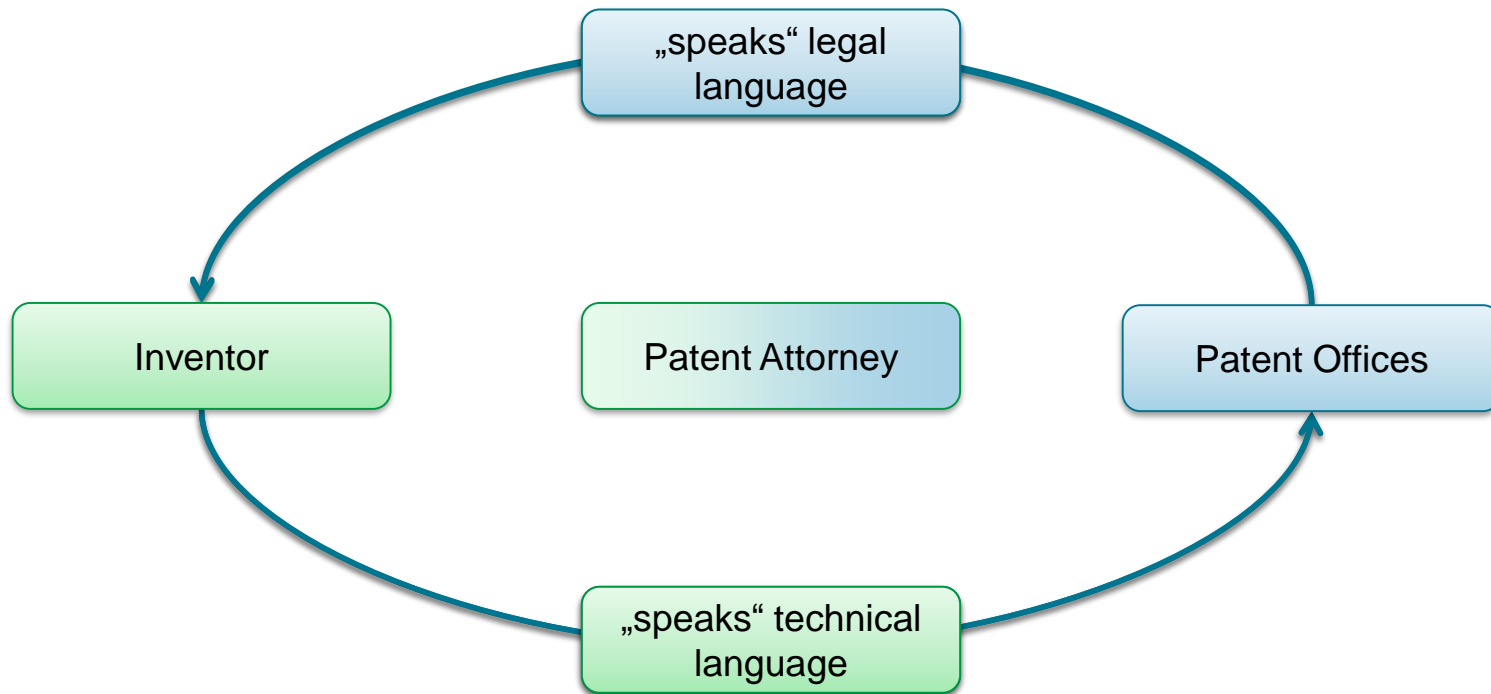 „speaks“ legal
language
Inventor
Patent Attorney
Patent Offices
„speaks“ technical
language